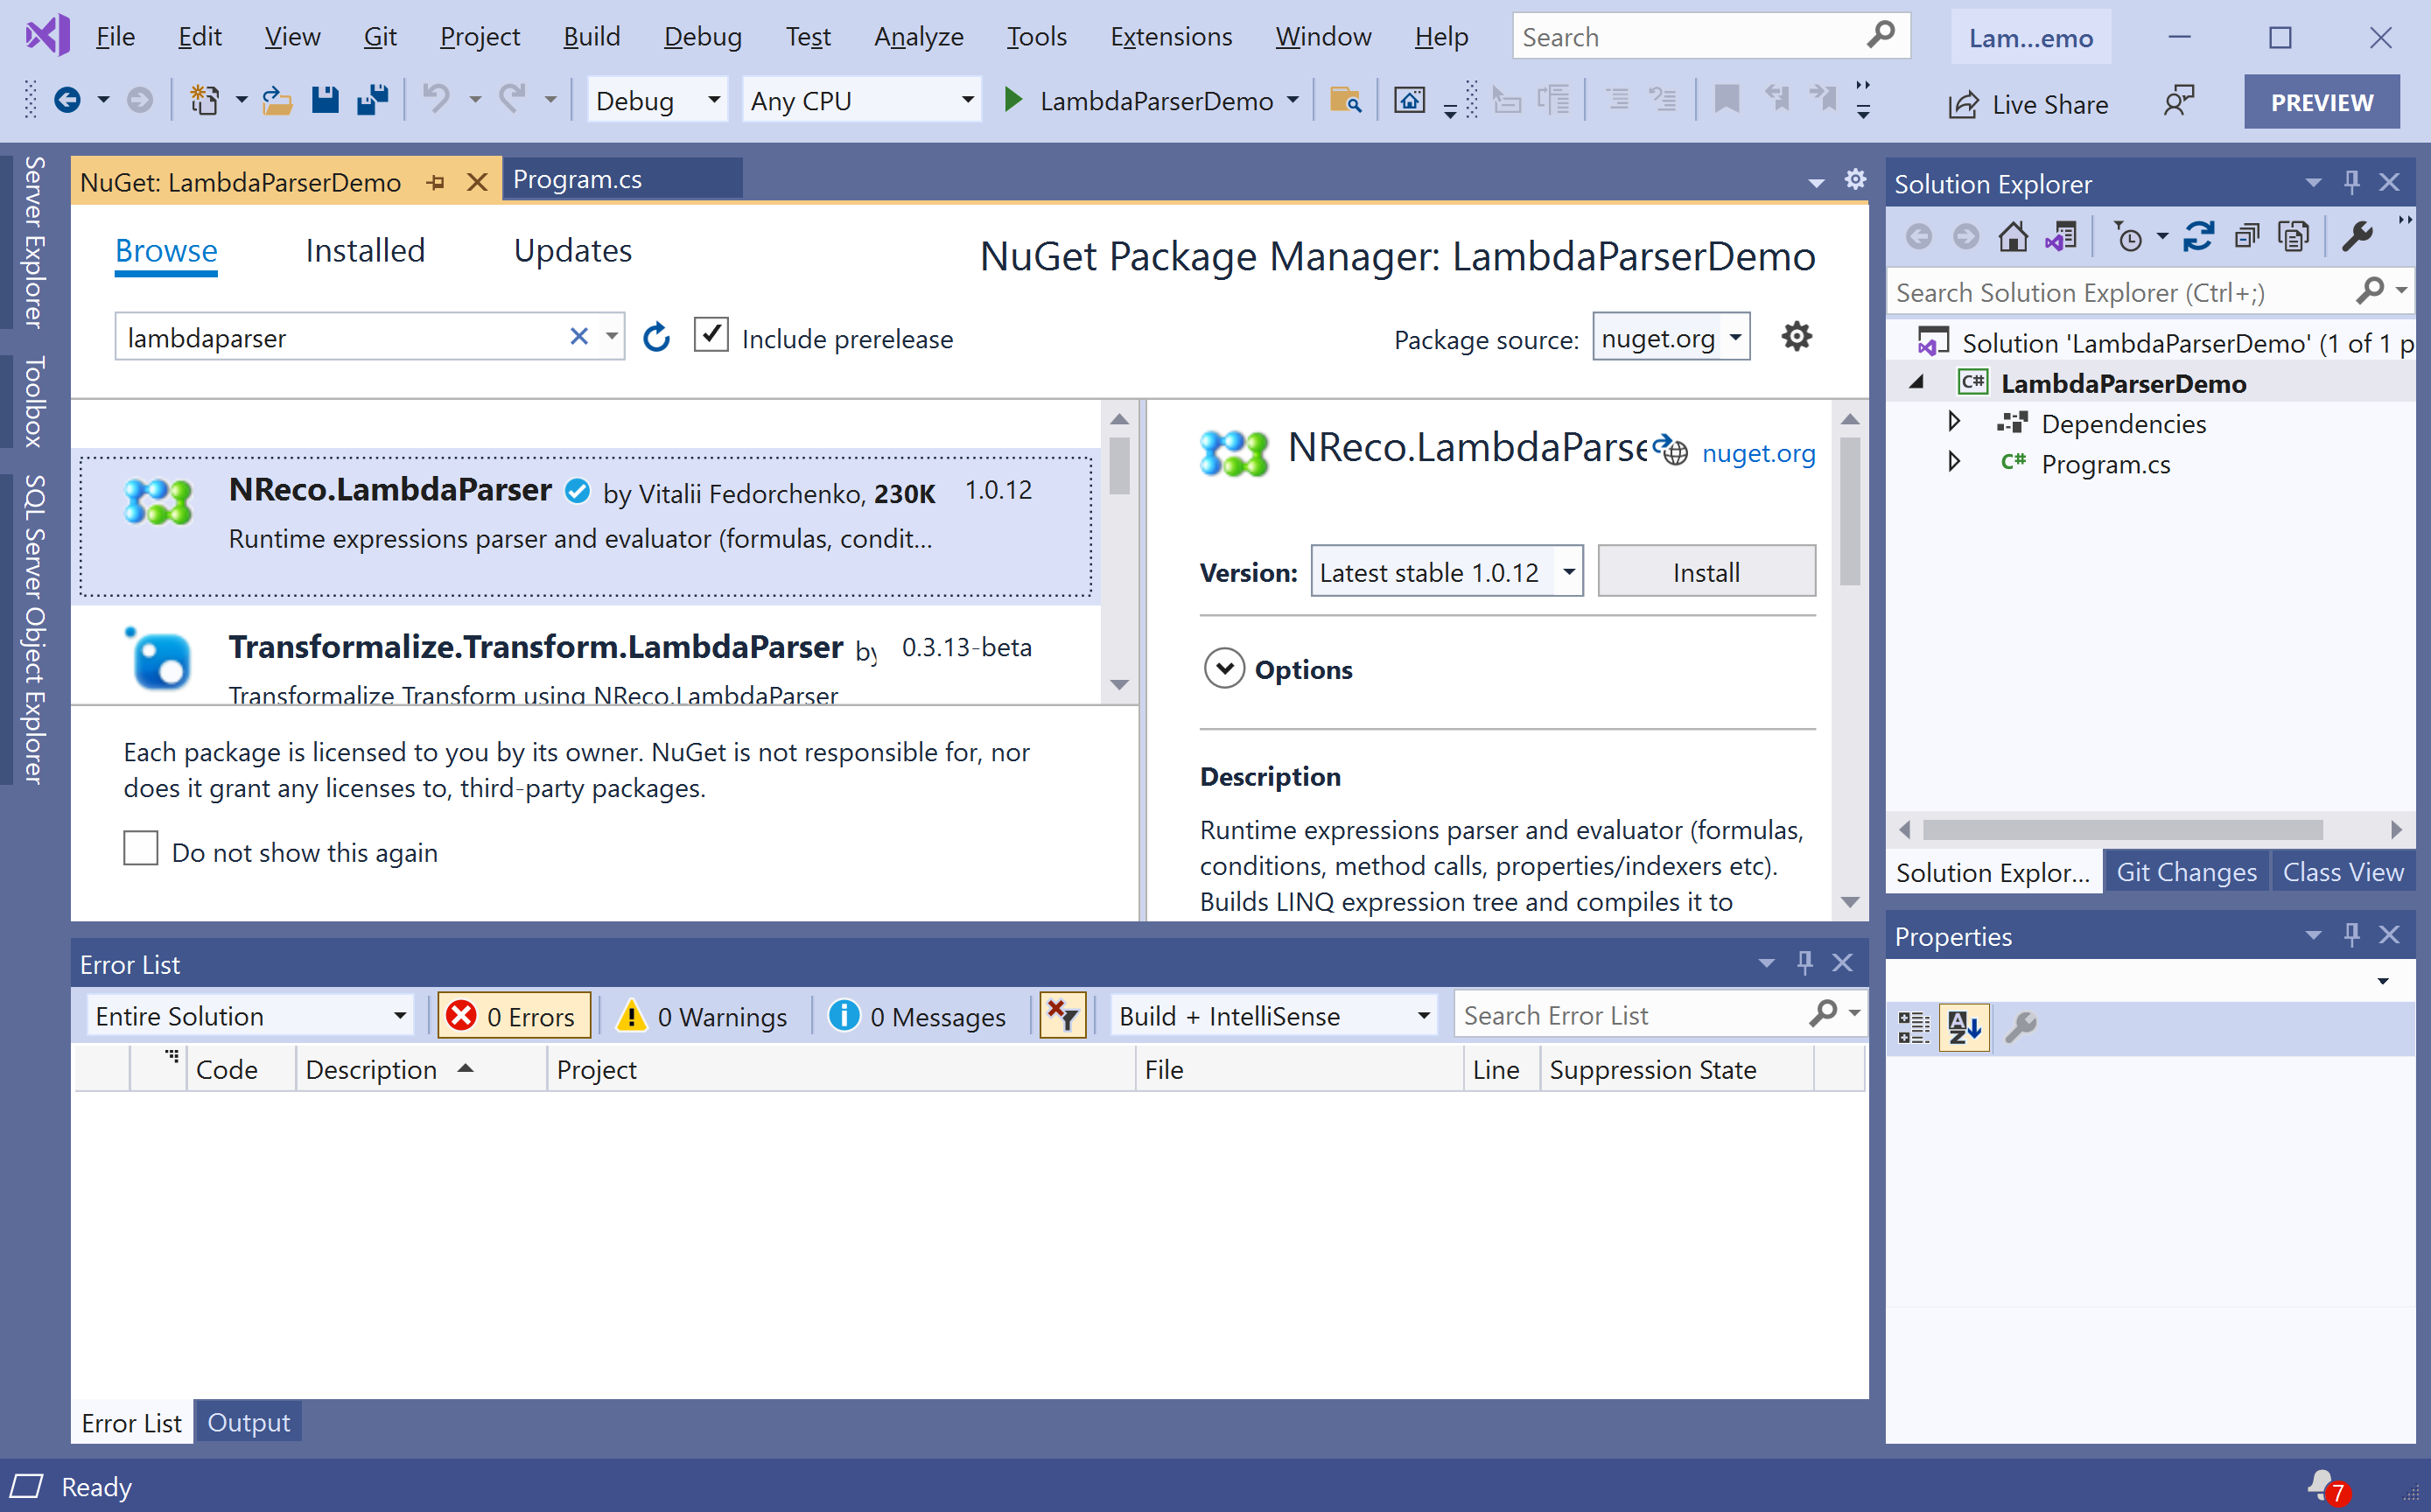 File Edit View Git Project Build Debug Test Analyze Tools Extensions Window Help Search Lam...emo
Debug Any CPU LambdaParserDemo Live Share PREVIEW
Server Explorer
Toolbox
SQL Server Object Explorer
NuGet: LambdaParserDemo Program.cs
Browse Installed Updates NuGet Package Manager: LambdaParserDemo
lambdaparser Include prerelease Package source: nuget.org
NReco.LambdaParser by Vitalii Fedorchenko, 230K 1.0.12
Runtime expressions parser and evaluator (formulas, condit...
Transformalize.Transform.LambdaParser by 0.3.13-beta
Transformalize Transform using NReco.LambdaParser
Each package is licensed to you by its owner. NuGet is not responsible for, nor
does it grant any licenses to, third-party packages.
Do not show this again
NReco.LambdaParse nuget.org
Version: Latest stable 1.0.12 Install
Options
Description
Runtime expressions parser and evaluator (formulas,
conditions, method calls, properties/indexers etc).
Builds LINQ expression tree and compiles it to
Solution Explorer
Search Solution Explorer (Ctrl+;)
Solution 'LambdaParserDemo' (1 of 1 p
C# LambdaParserDemo
Dependencies
C# Program.cs
Solution Explor... Git Changes Class View
Properties
Error List
Entire Solution 0 Errors 0 Warnings 0 Messages Build + IntelliSense Search Error List
Code Description Project File Line Suppression State
Error List Output
Ready 7